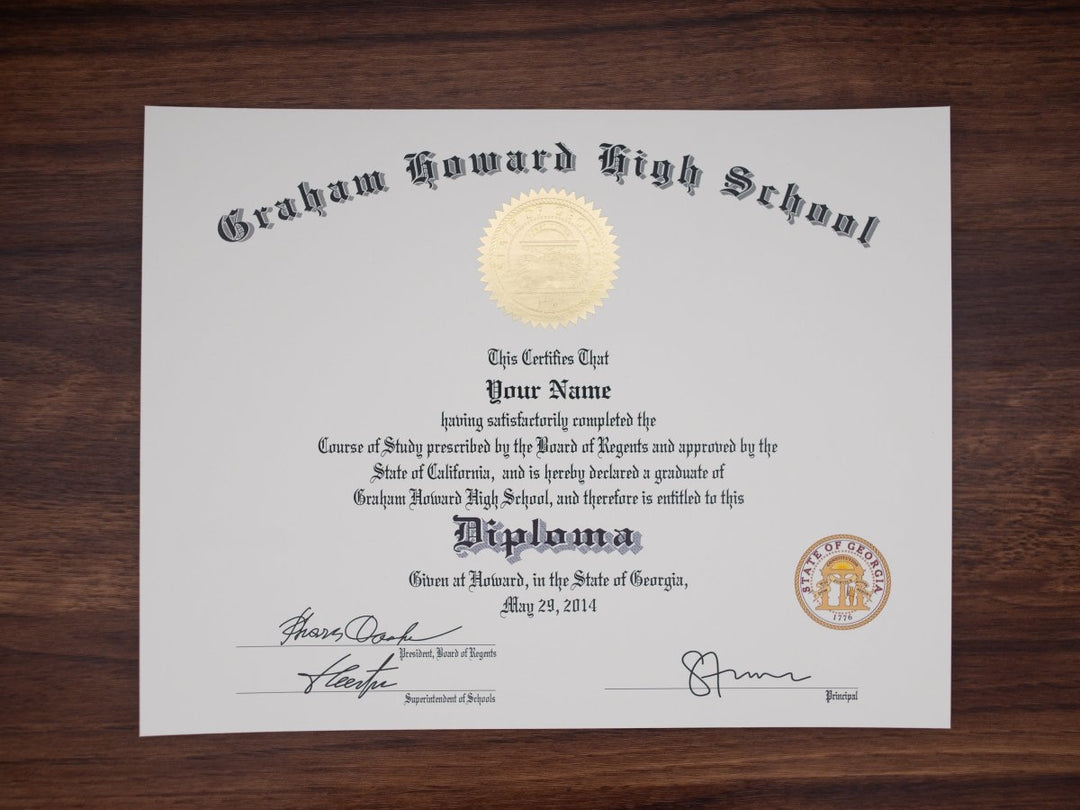 Graham Howard High School
This Certifies That
Your Name
having satisfactorily completed the
Course of Study prescribed by the Board of Regents and approved by the
State of California, and is hereby declared a graduate of
Graham Howard High School, and therefore is entitled to this
Diploma
Given at Howard, in the State of Georgia,
May 29, 2014
STATE OF GEORGIA
1776
President, Board of Regents
Superintendent of Schools
Principal